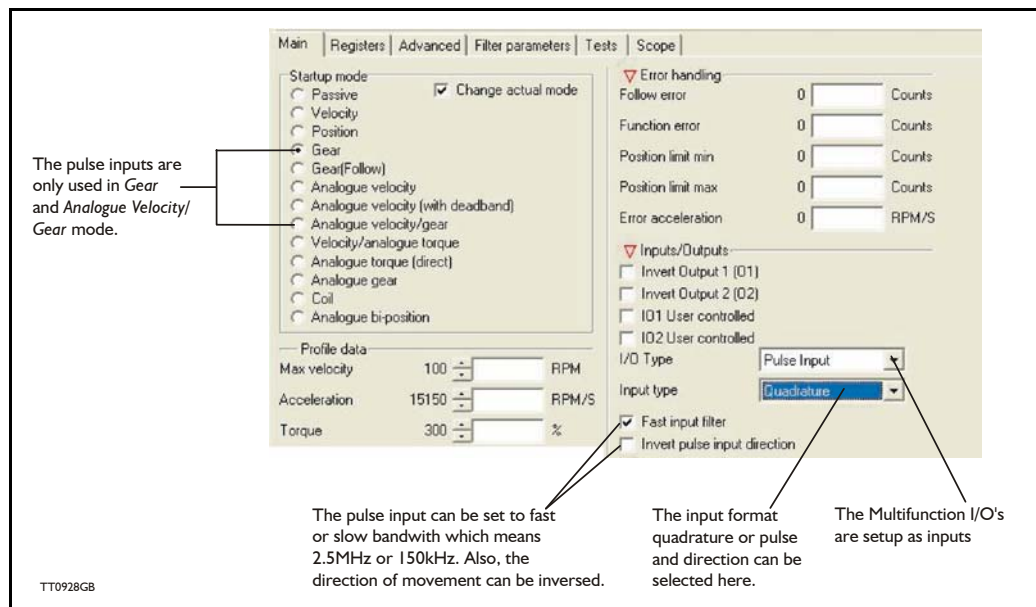 Main Registers Advanced Filter parameters Tests Scope
Startup mode
Passive
Change actual mode
Velocity
Position
Gear
Gear(Follow)
Analogue velocity
Analogue velocity (with deadband)
Analogue velocity/gear
Velocity/analogue torque
Analogue torque (direct)
Analogue gear
Coil
Analogue bi-position
Profile data
Max velocity 100 RPM
Acceleration 15150 RPM/S
Torque 300 %
Error handling
Follow error 0 Counts
Function error 0 Counts
Position limit min 0 Counts
Position limit max 0 Counts
Error acceleration 0 RPM/S
Inputs/Outputs
Invert Output 1 (O1)
Invert Output 2 (O2)
IO1 User controlled
IO2 User controlled
I/O Type Pulse Input
Input type Quadrature
Fast input filter
Invert pulse input direction
The pulse inputs are
only used in Gear
and Analogue Velocity/
Gear mode.
The pulse input can be set to fast
or slow bandwith which means
2.5MHz or 150kHz. Also, the
direction of movement can be inversed.
The input format
quadrature or pulse
and direction can be
selected here.
The Multifunction I/O's
are setup as inputs
TT0928GB